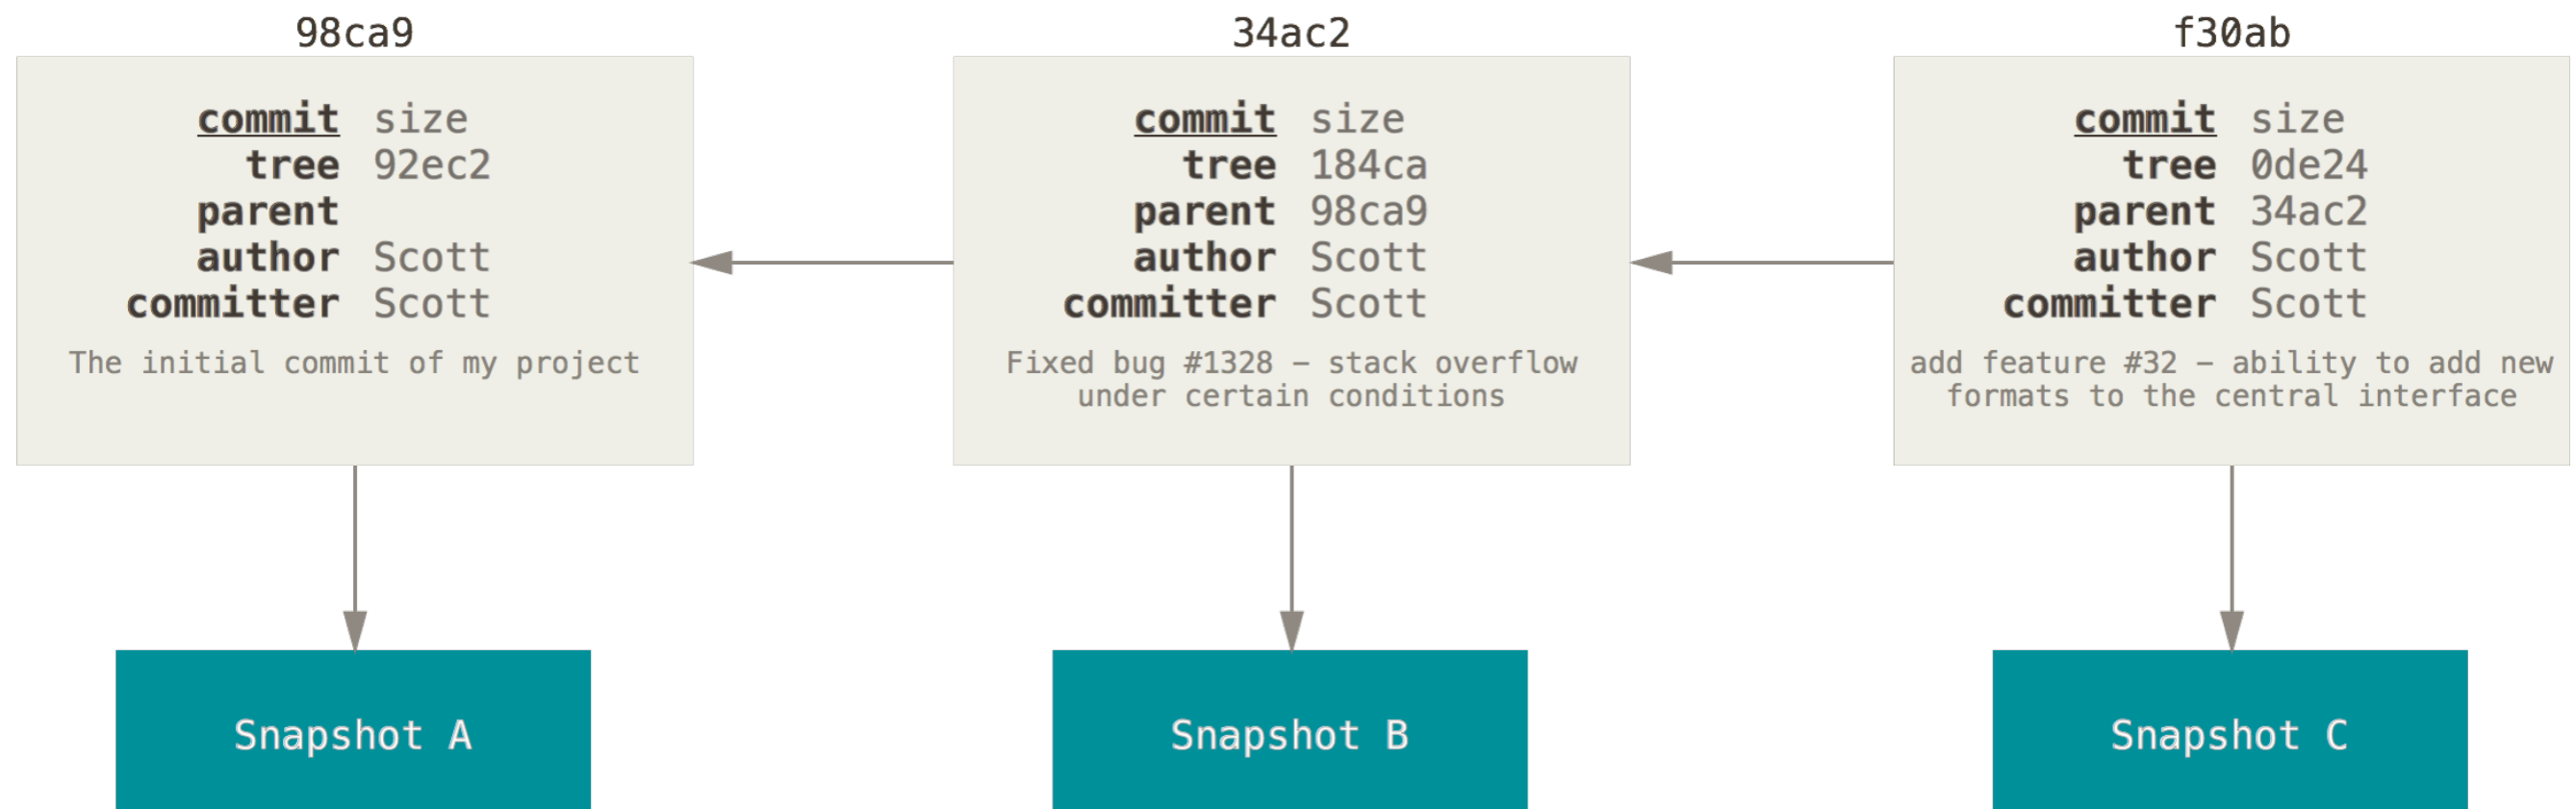 98ca9
commit size
tree 92ec2
parent
author Scott
committer Scott
The initial commit of my project
34ac2
commit size
tree 184ca
parent 98ca9
author Scott
committer Scott
Fixed bug #1328 – stack overflow
under certain conditions
f30ab
commit size
tree 0de24
parent 34ac2
author Scott
committer Scott
add feature #32 – ability to add new
formats to the central interface
Snapshot A
Snapshot B
Snapshot C